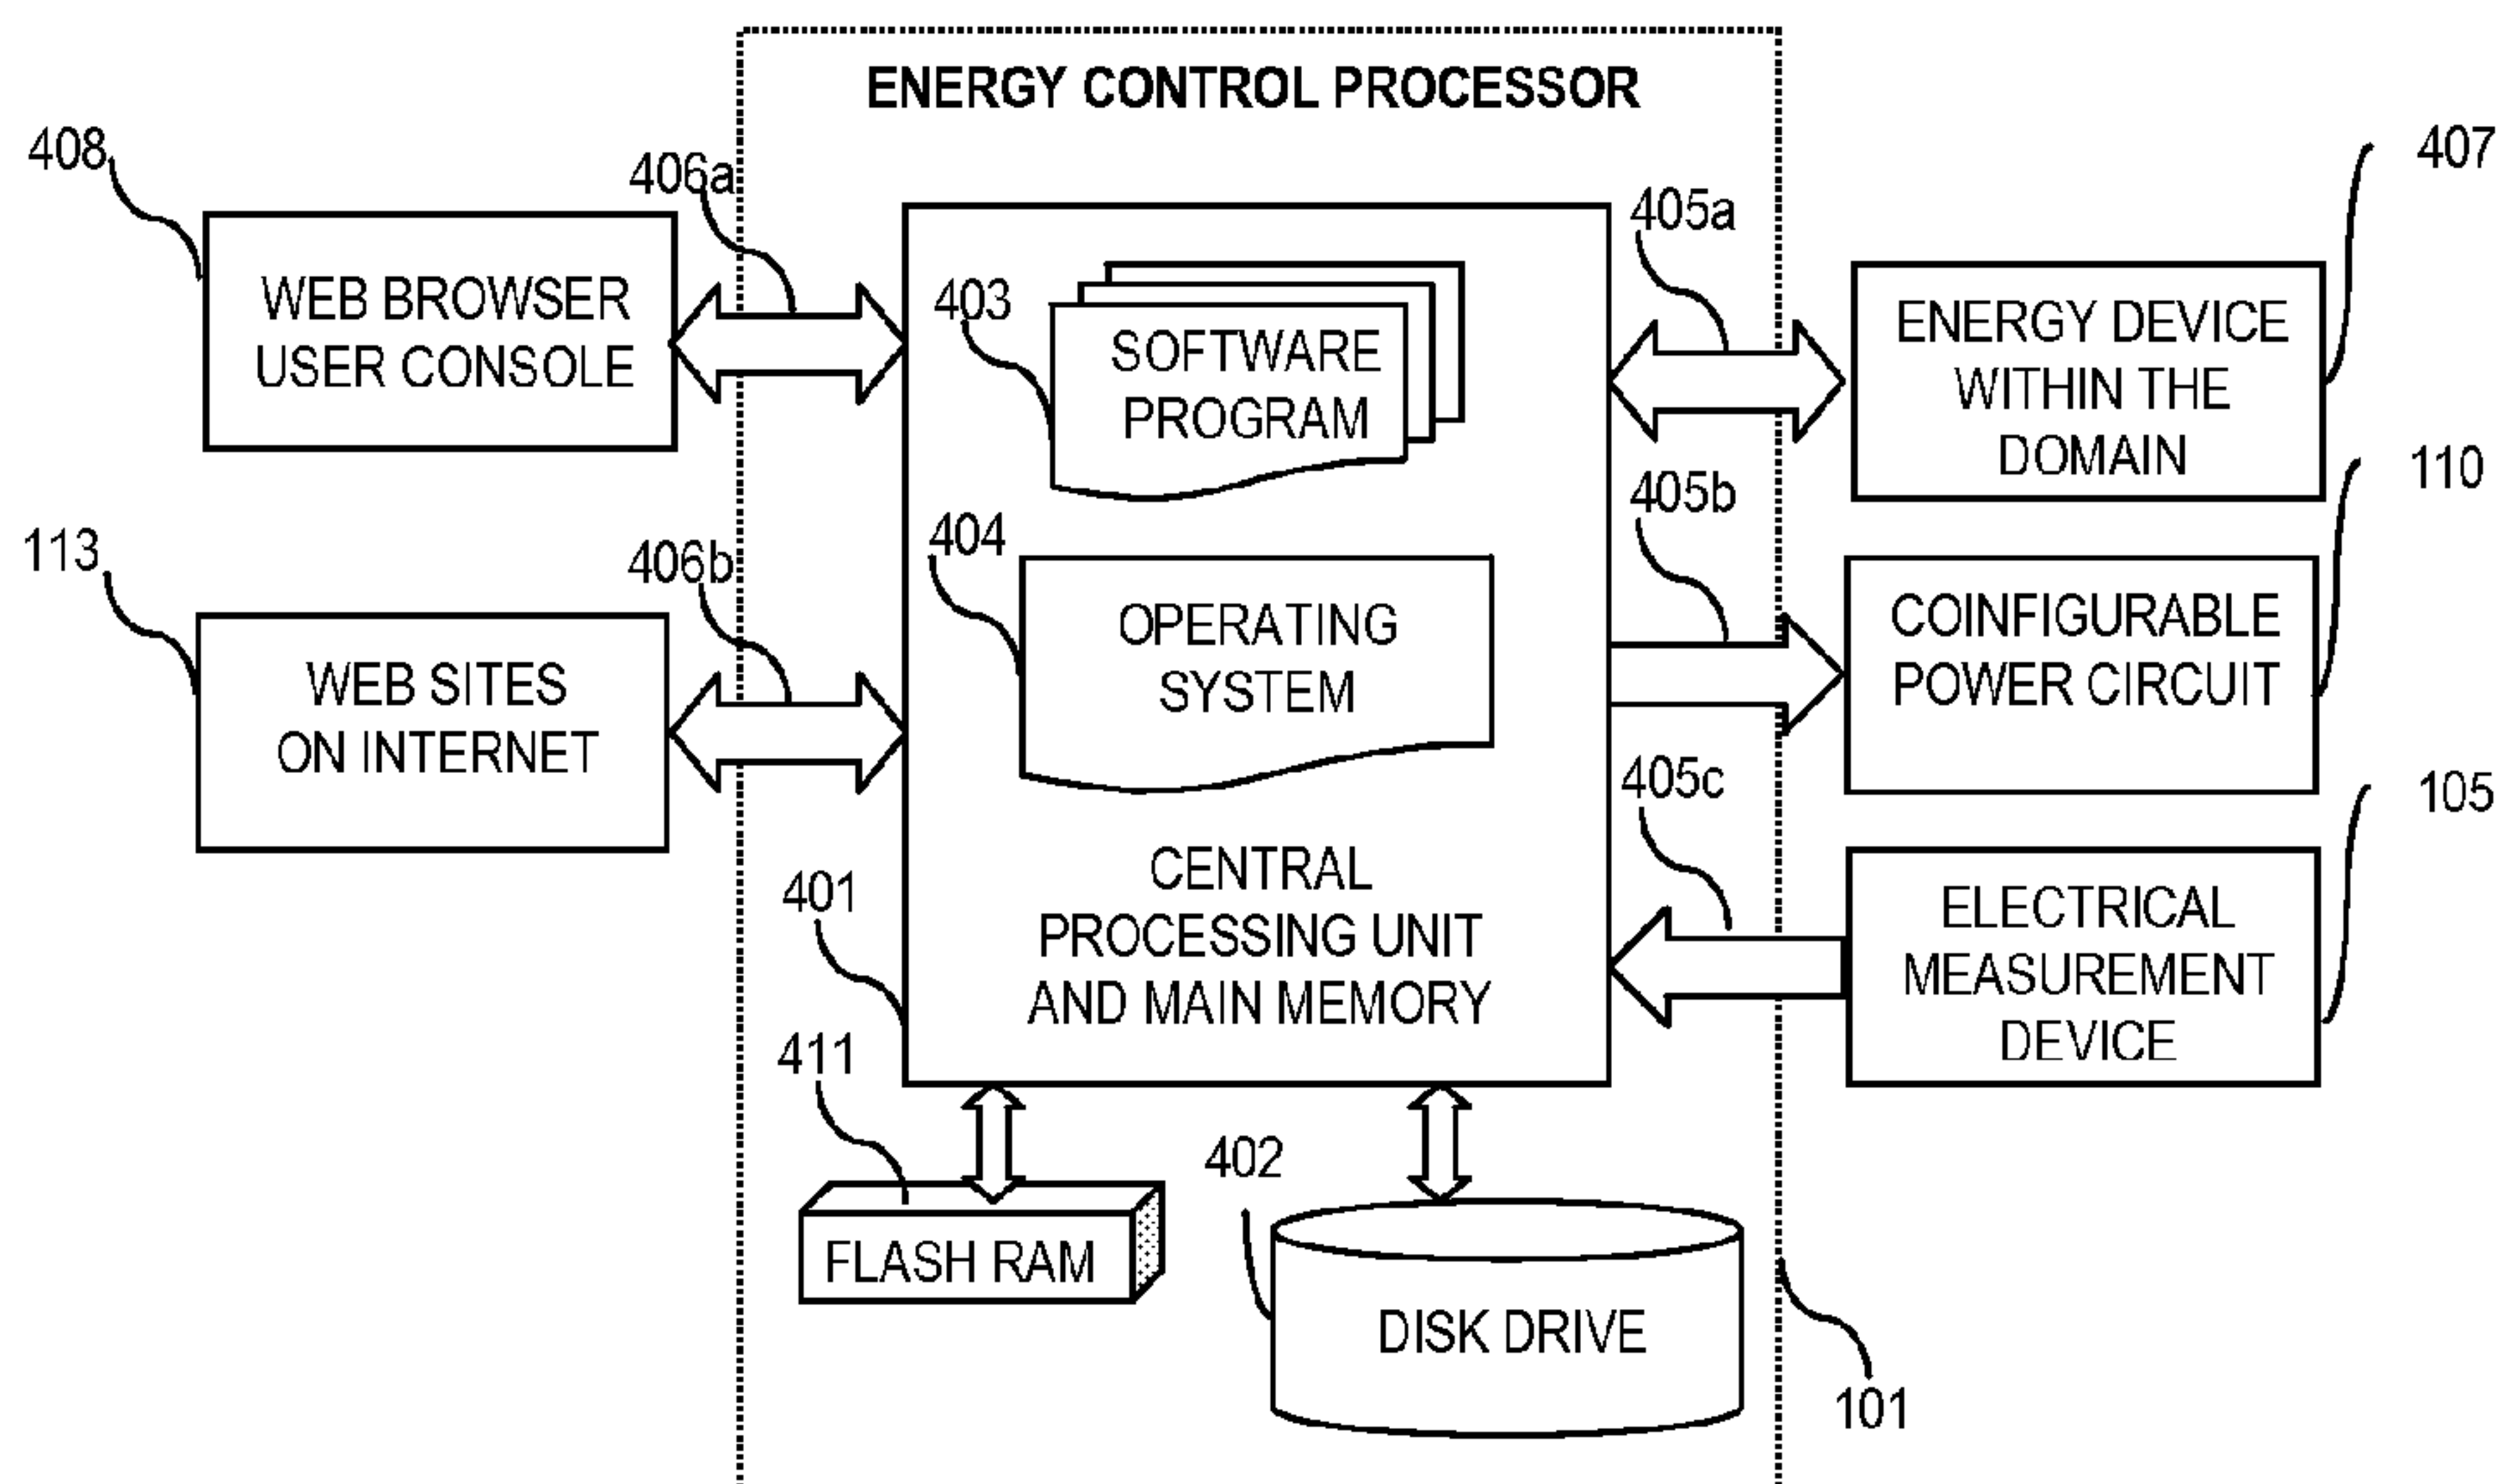 ENERGY CONTROL PROCESSOR
408
406a
405a
407
WEB BROWSER
USER CONSOLE
403
SOFTWARE
PROGRAM
ENERGY DEVICE
WITHIN THE
DOMAIN
110
405b
113
406b
404
OPERATING
SYSTEM
COINFIGURABLE
POWER CIRCUIT
WEB SITES
ON INTERNET
405c
105
401
CENTRAL
PROCESSING UNIT
AND MAIN MEMORY
ELECTRICAL
MEASUREMENT
DEVICE
411
402
FLASH RAM
DISK DRIVE
101